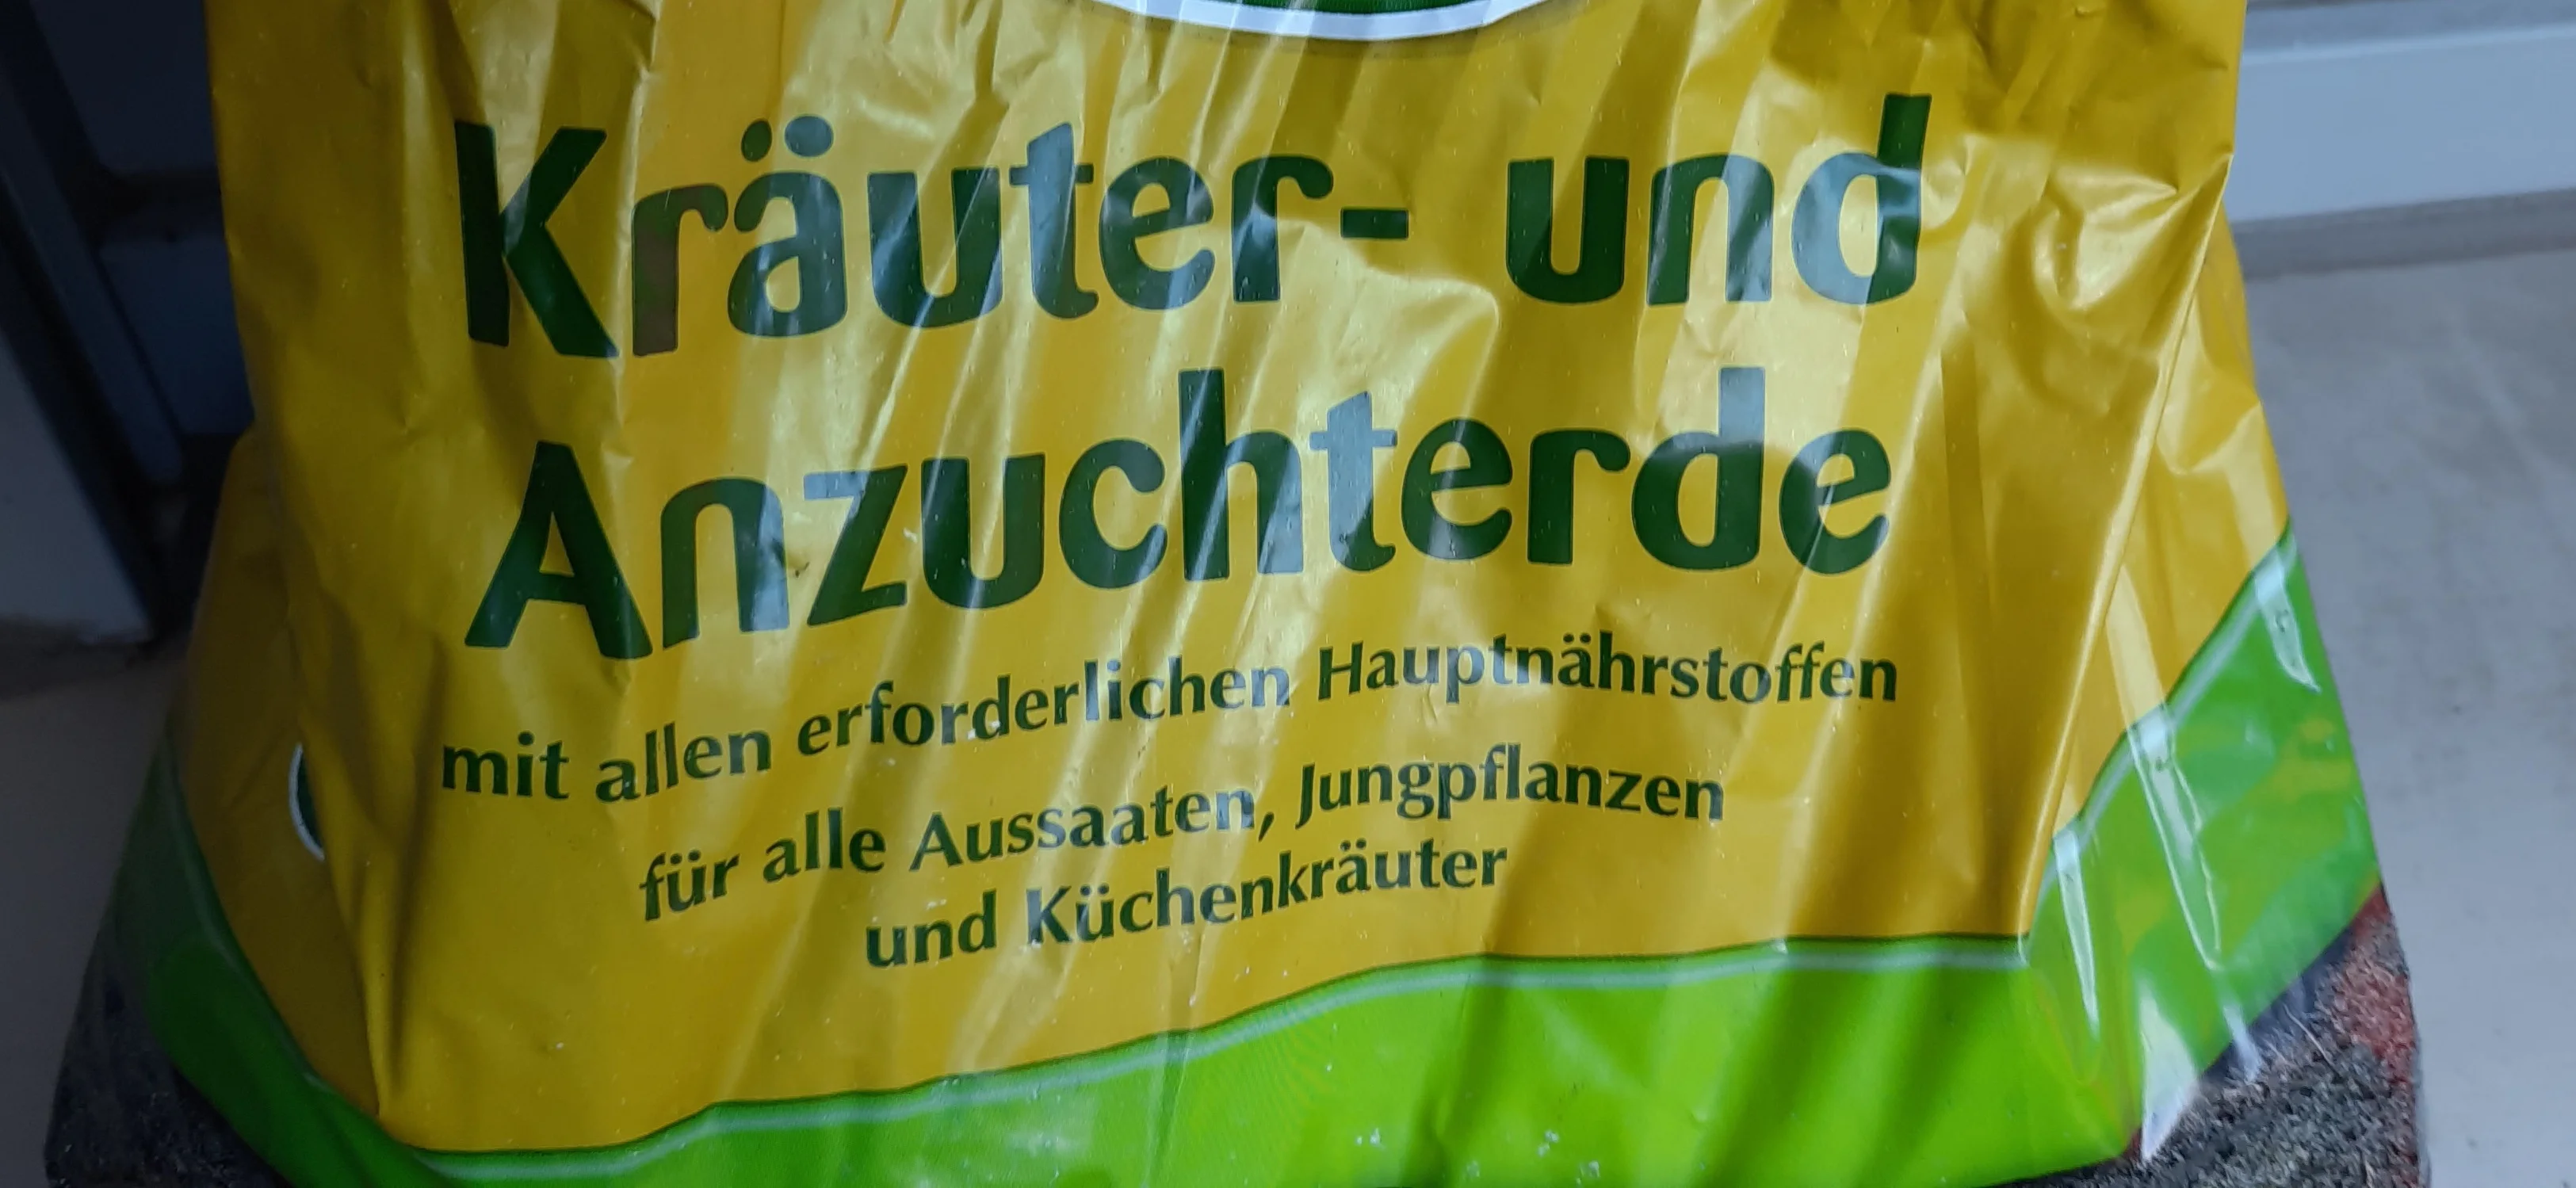 Kräuter- und
Anzuchterde
mit allen erforderlichen Hauptnährstoffen
für alle Aussaaten, Jungpflanzen
und Küchenkräuter